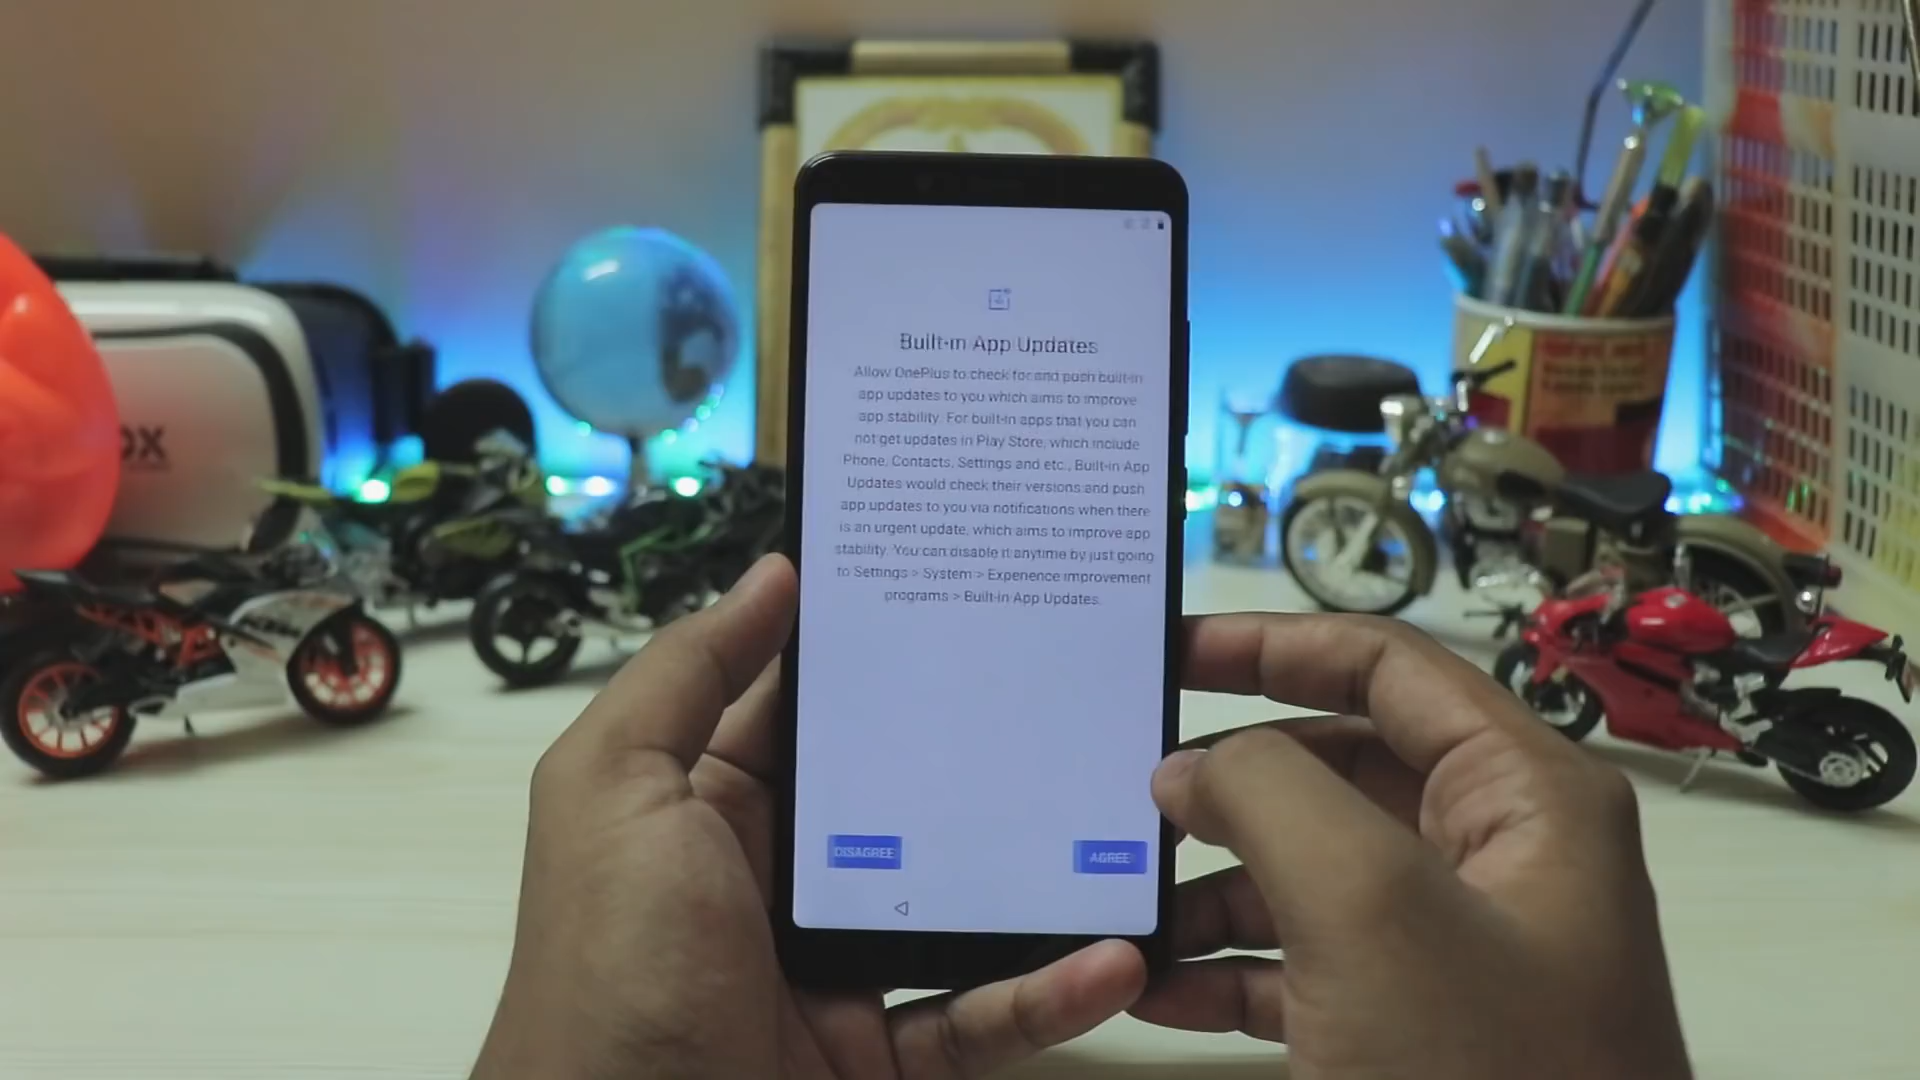 Built-in App Updates
Allow OnePlus to check for and push built-in
app updates to you which aims to improve
app stability. For built-in apps that you can
not get updates in Play Store, which include
Phone, Contacts, Settings and etc., Built-in App
Updates would check their versions and push
app updates to you via notifications when there
is an urgent update, which aims to improve app
stability. You can disable it anytime by just going
to Settings > System > Experience improvement
programs > Built-in App Updates.
DISAGREE
AGREE
OX